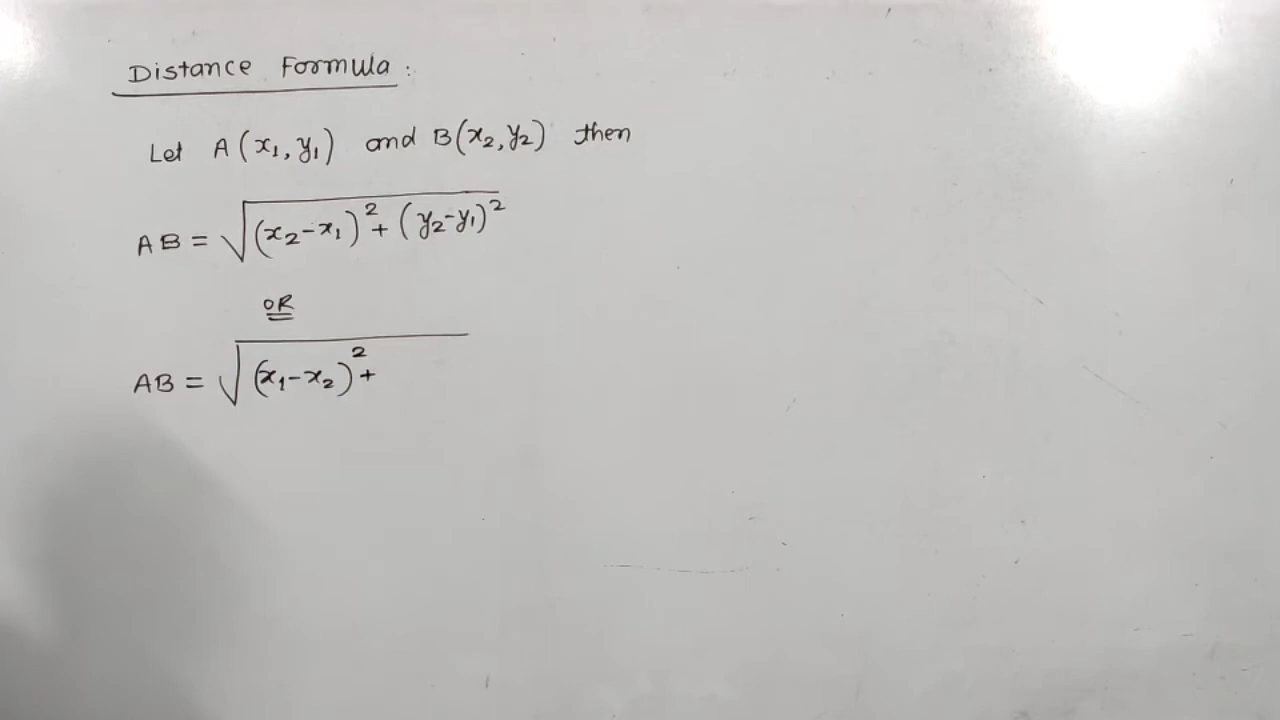 Distance Formula :
Let A(x₁, y₁) and B(x₂, y₂) then
AB = √(x₂-x₁)² + (y₂-y₁)²
OR
AB = √(x₁-x₂)² +